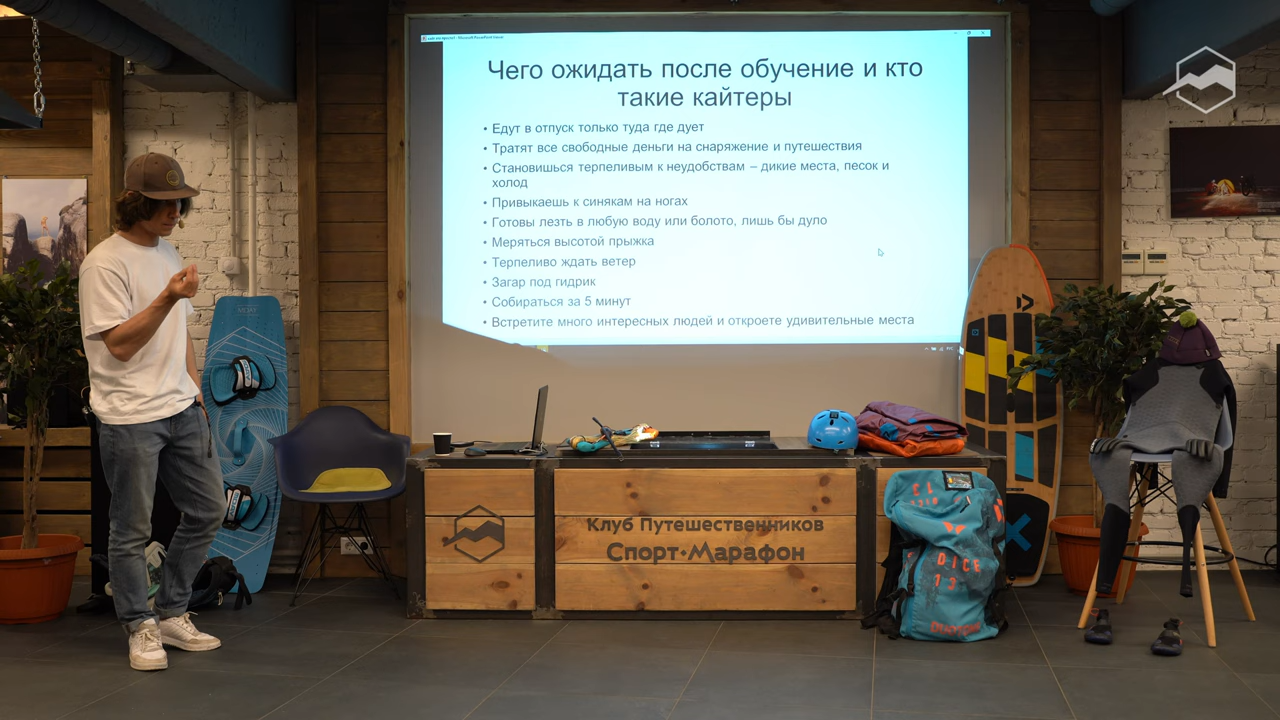 Чего ожидать после обучение и кто
такие кайтеры
• Едут в отпуск только туда где дует
• Тратят все свободные деньги на снаряжение и путешествия
• Становишься терпеливым к неудобствам – дикие места, песок и
холод
• Привыкаешь к синякам на ногах
• Готовы лезть в любую воду или болото, лишь бы дуло
• Меряться высотой прыжка
• Терпеливо ждать ветер
• Загар под гидрик
• Собираться за 5 минут
• Встретите много интересных людей и откроете удивительные места
Клуб Путешественников
Спорт-Марафон
DICE
13